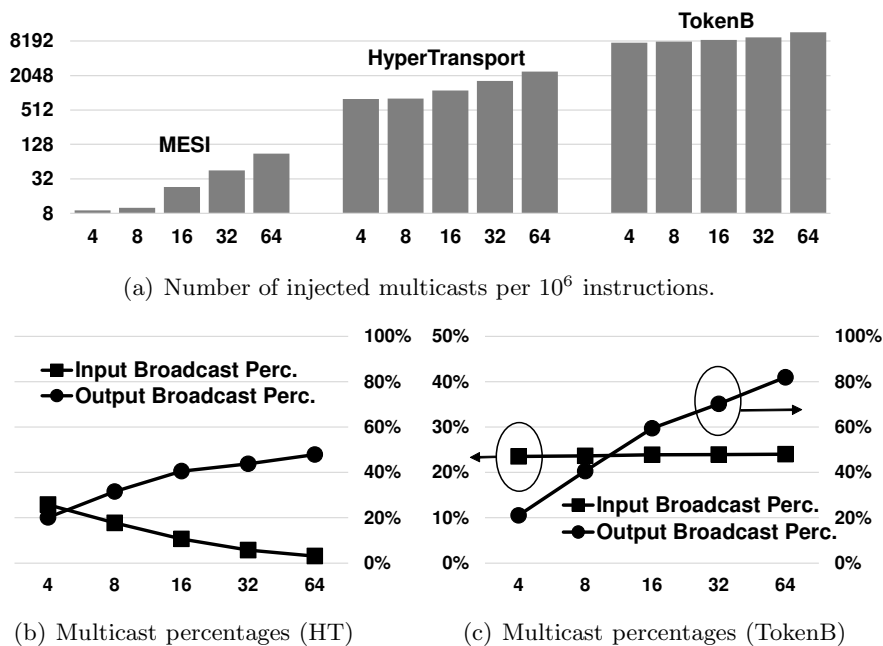 TokenB
8192
HyperTransport
2048
512
128
MESI
32
8
4 8 16 32 64 4 8 16 32 64 4 8 16 32 64
(a) Number of injected multicasts per 10⁶ instructions.
100% 50% 100%
Input Broadcast Perc.
80% 40% 80%
Output Broadcast Perc.
60% 30% 60%
40% 20% 40%
Input Broadcast Perc.
20% 10% 20%
Output Broadcast Perc.
0% 0% 0%
4 8 16 32 64 4 8 16 32 64
(b) Multicast percentages (HT) (c) Multicast percentages (TokenB)